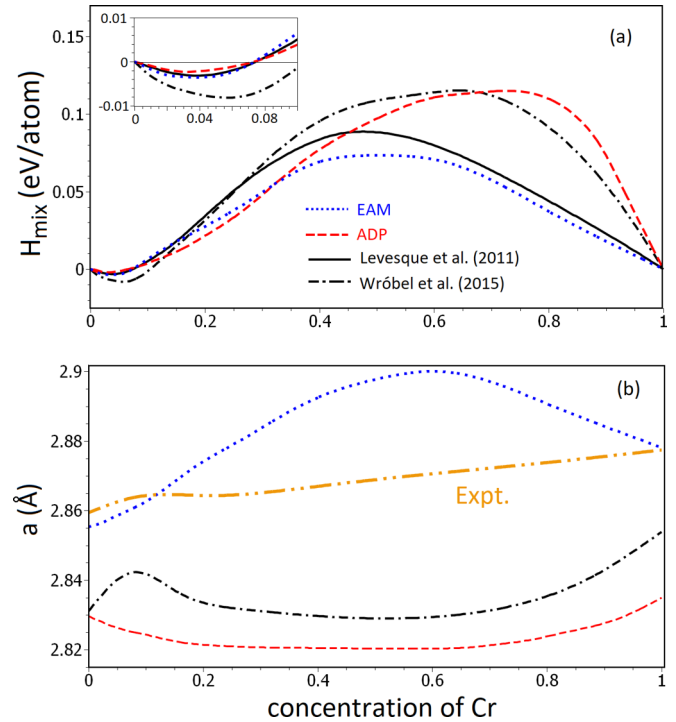 (a)
0.15
0.1
0.05
0
H_mix (eV/atom)
0.01
0
-0.01
0 0.04 0.08
EAM
ADP
Levesque et al. (2011)
Wróbel et al. (2015)
0 0.2 0.4 0.6 0.8 1
(b)
2.9
2.88
2.86
2.84
2.82
a (Å)
Expt.
0 0.2 0.4 0.6 0.8 1
concentration of Cr